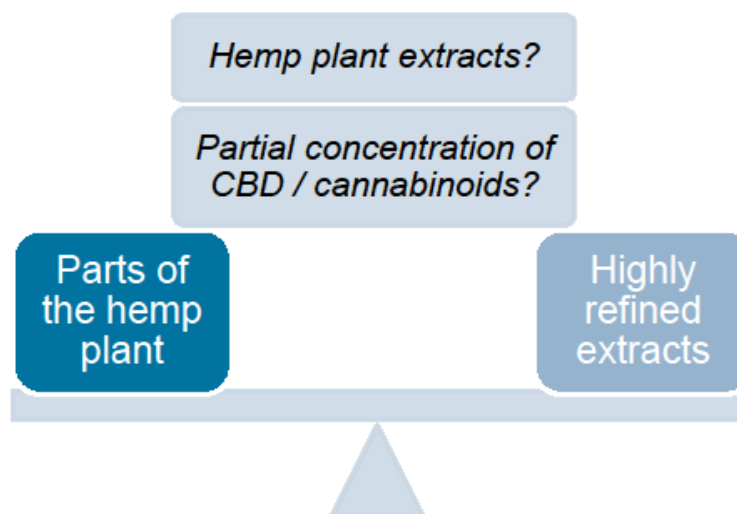 Hemp plant extracts?
Partial concentration of
CBD / cannabinoids?
Parts of
the hemp
plant
Highly
refined
extracts